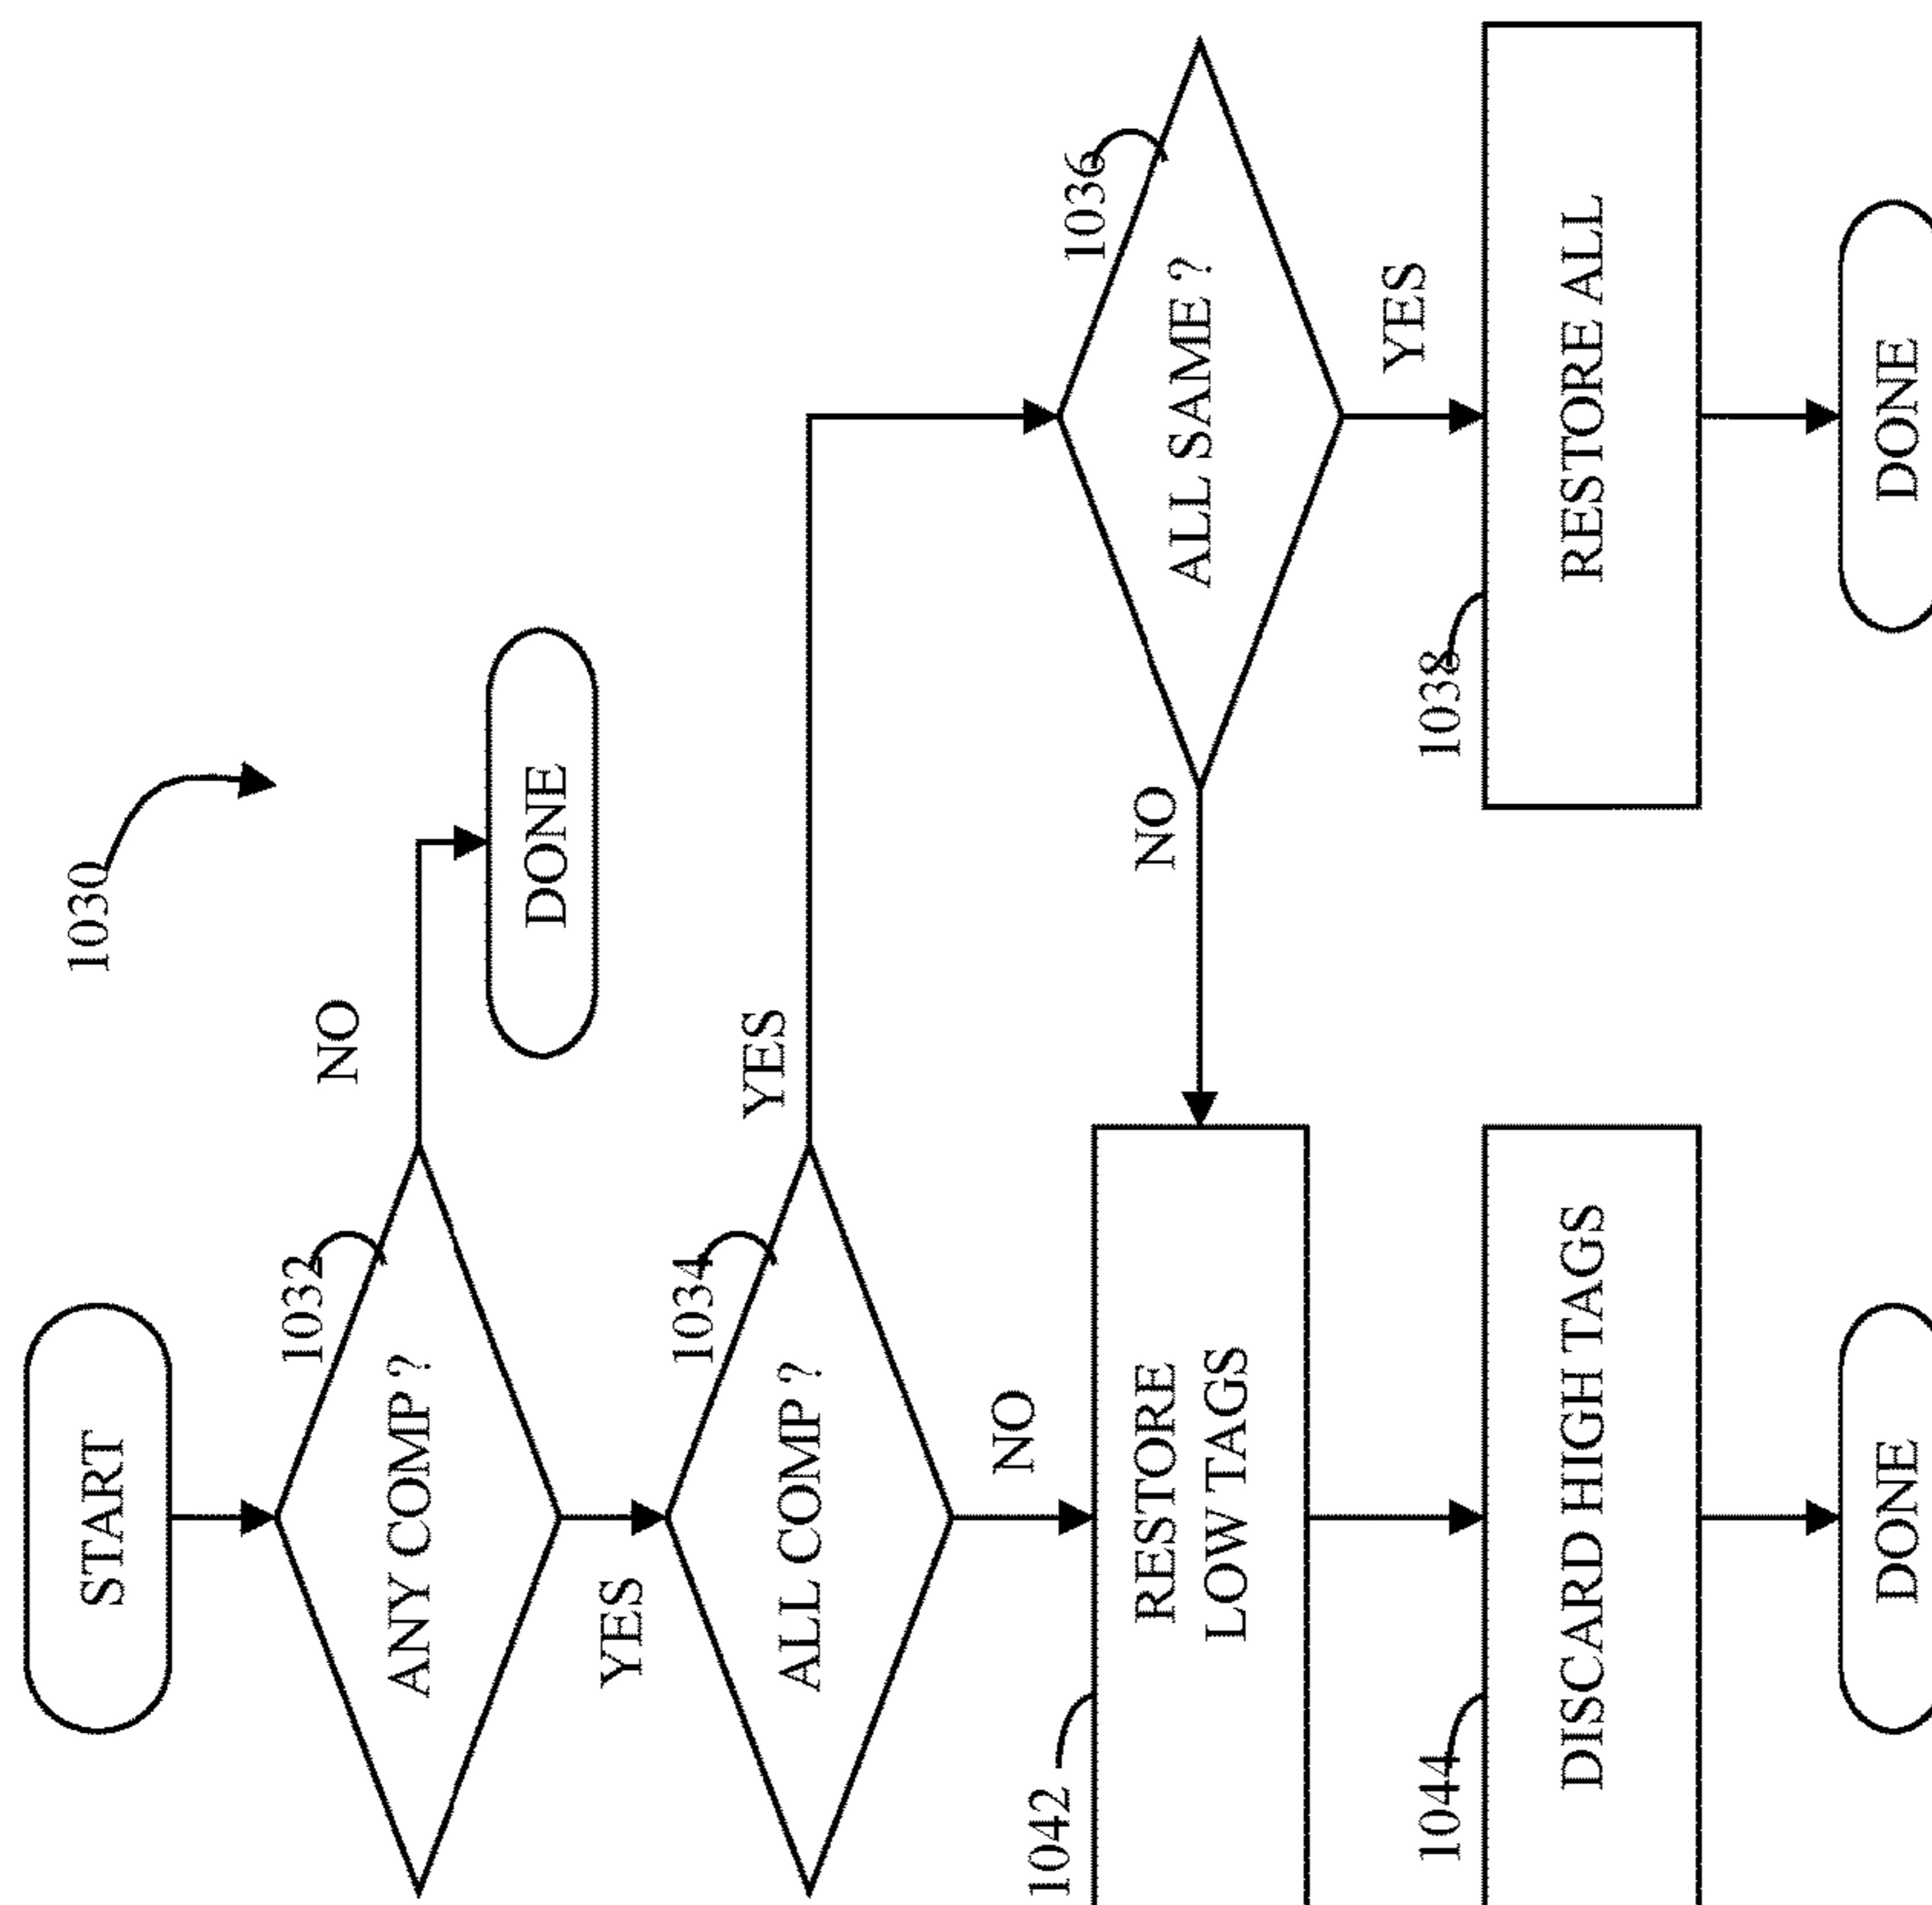 1030
START
1032
ANY COMP ?
NO
DONE
YES
1034
ALL COMP ?
YES
NO
1036
ALL SAME ?
NO
YES
1042
RESTORE
LOW TAGS
1038
RESTORE ALL
1044
DISCARD HIGH TAGS
DONE
DONE